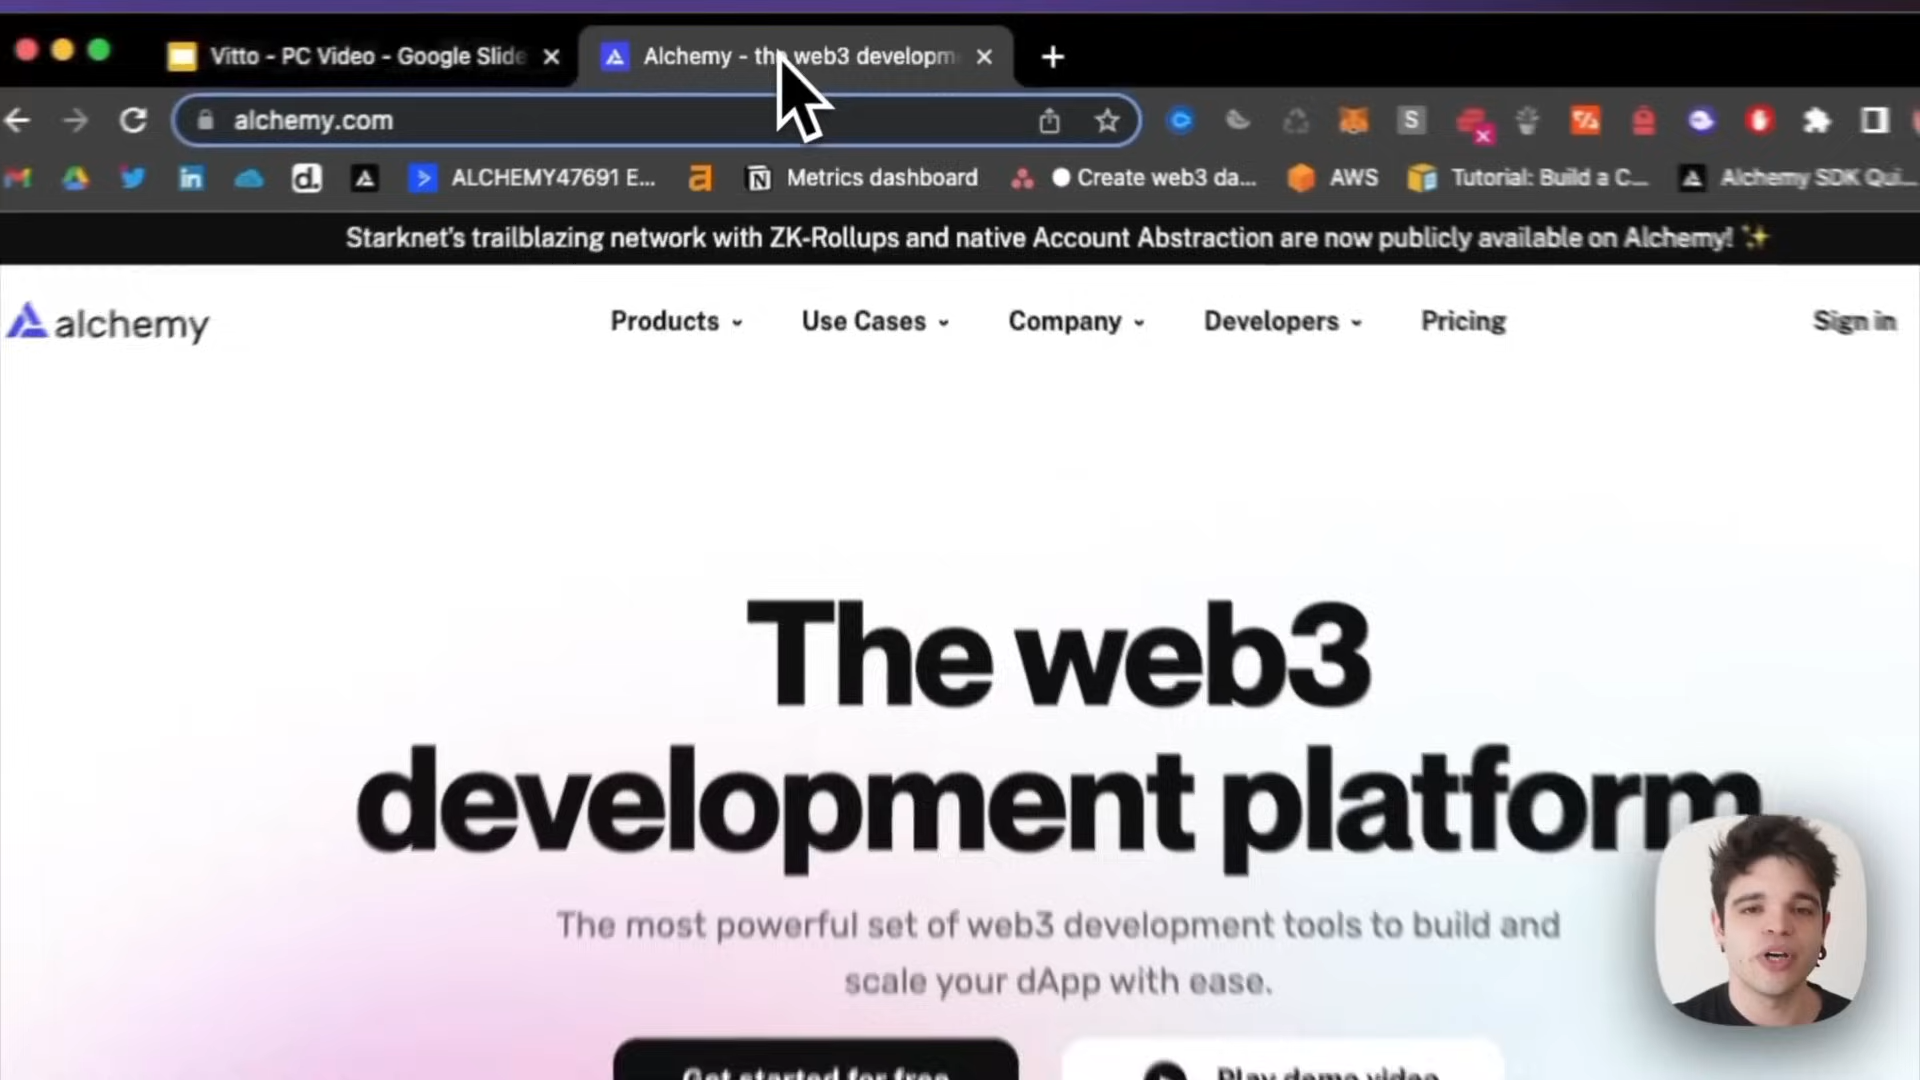 Vitto - PC Video - Google Slide
Alchemy - the web3 developm
alchemy.com
S
d.
ALCHEMY47691 E...
Metrics dashboard
Create web3 da...
AWS
Tutorial: Build a C...
Alchemy SDK Qui...
Starknet's trailblazing network with ZK-Rollups and native Account Abstraction are now publicly available on Alchemy! ✨
alchemy
Products
Use Cases
Company
Developers
Pricing
Sign in
The web3
development platform
The most powerful set of web3 development tools to build and
scale your dApp with ease.
Get started for free
Play demo video